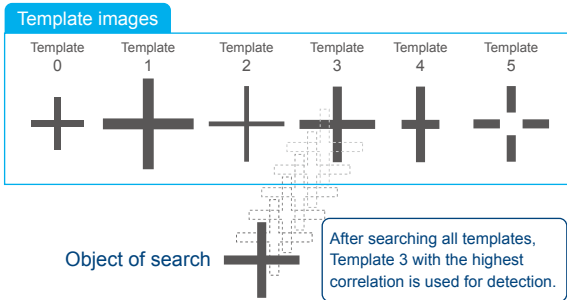 Template images
Template Template Template Template Template Template
0 1 2 3 4 5
Object of search
After searching all templates,
Template 3 with the highest
correlation is used for detection.